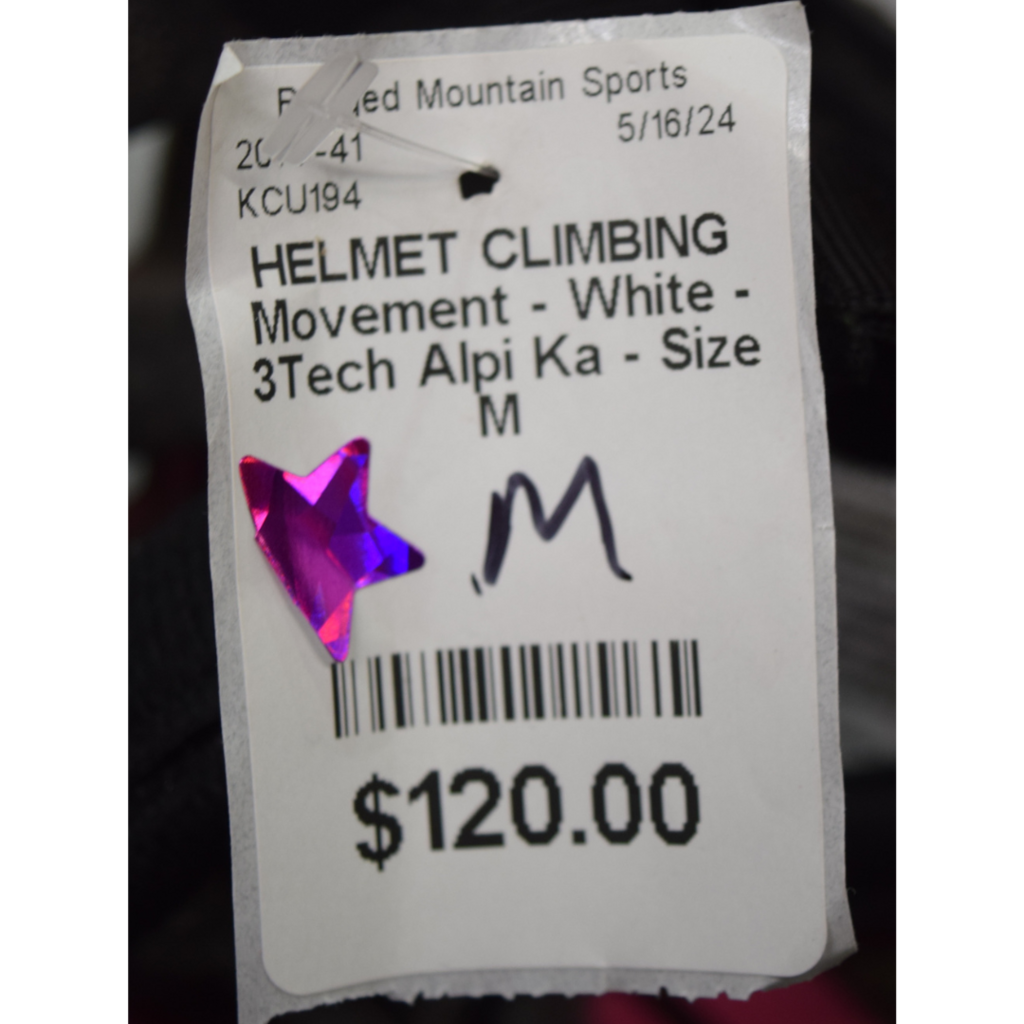 Mountain Sports
5/16/24
KCU194
HELMET CLIMBING
Movement - White -
3Tech Alpi Ka - Size
M
M
$120.00